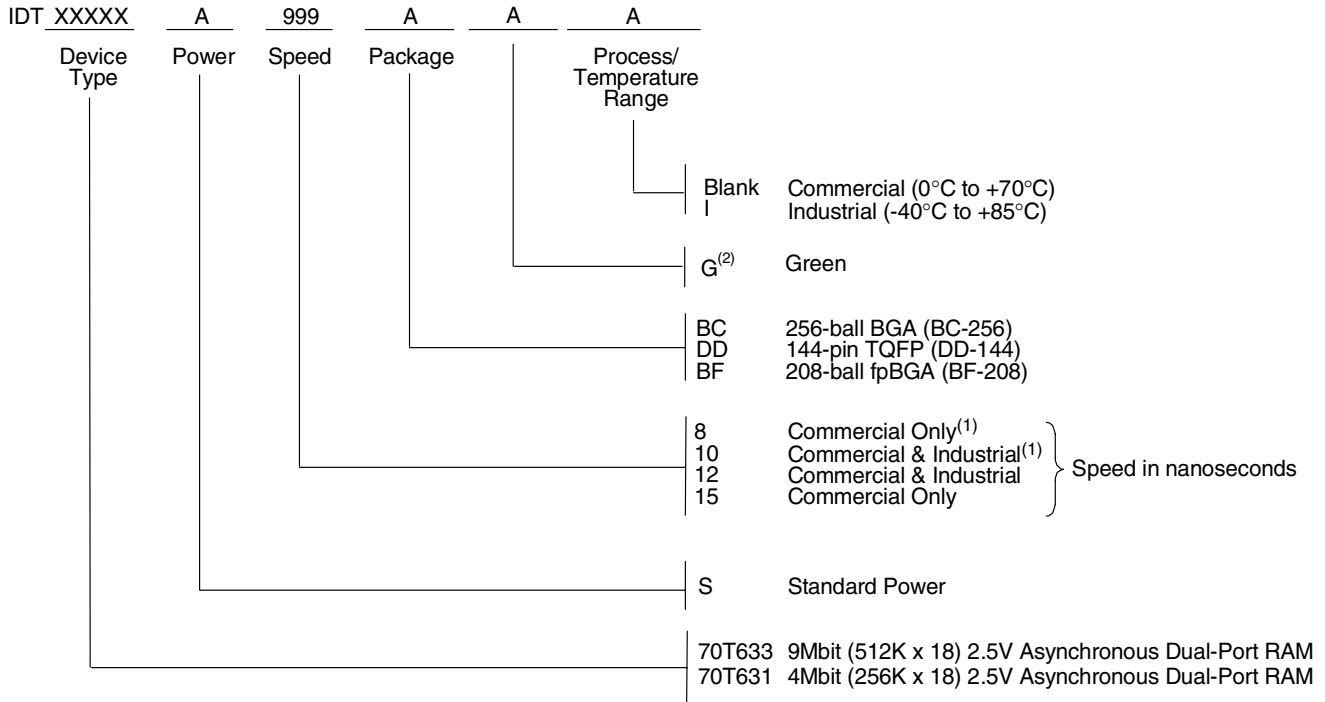 IDT XXXXX A 999 A A A
Device Type Power Speed Package Process/ Temperature Range
Blank Commercial (0°C to +70°C)
I Industrial (-40°C to +85°C)
G(2) Green
BC 256-ball BGA (BC-256)
DD 144-pin TQFP (DD-144)
BF 208-ball fpBGA (BF-208)
8 Commercial Only(1)
10 Commercial & Industrial(1)
12 Commercial & Industrial
15 Commercial Only
Speed in nanoseconds
S Standard Power
70T633 9Mbit (512K x 18) 2.5V Asynchronous Dual-Port RAM
70T631 4Mbit (256K x 18) 2.5V Asynchronous Dual-Port RAM